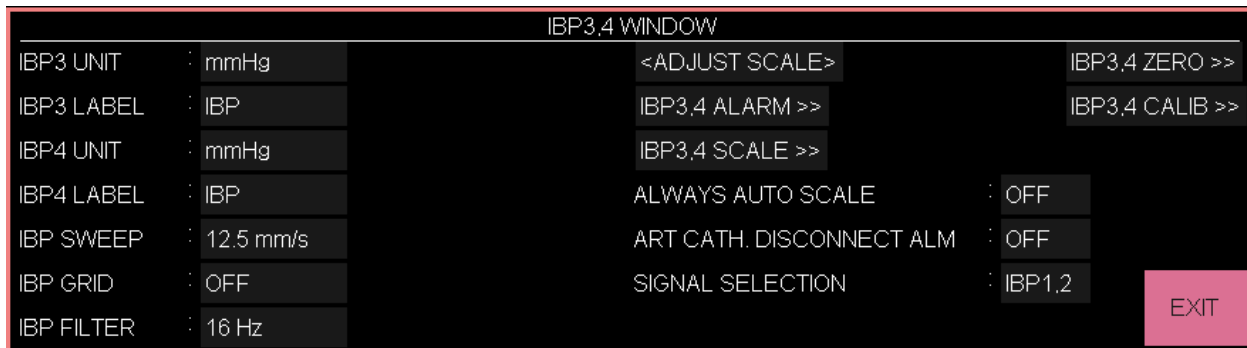 IBP3,4 WINDOW
IBP3 UNIT : mmHg <ADJUST SCALE> IBP3,4 ZERO >>
IBP3 LABEL : IBP IBP3,4 ALARM >> IBP3,4 CALIB >>
IBP4 UNIT : mmHg IBP3,4 SCALE >>
IBP4 LABEL : IBP ALWAYS AUTO SCALE : OFF
IBP SWEEP : 12.5 mm/s ART CATH. DISCONNECT ALM : OFF
IBP GRID : OFF SIGNAL SELECTION : IBP1,2
EXIT
IBP FILTER : 16 Hz